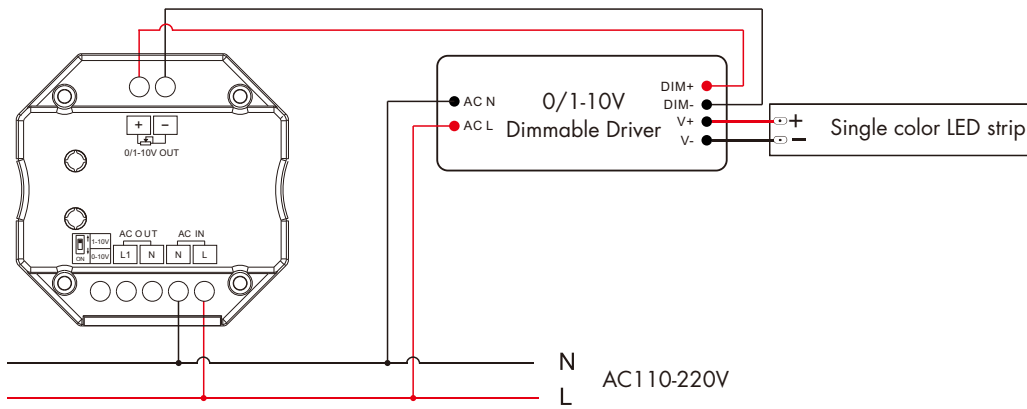 + −
0/1-10V OUT
AC OUT AC IN
1-10V
ON 0-10V
L1 N N L
AC N
AC L
0/1-10V
Dimmable Driver
DIM+
DIM-
V+
V-
+
−
Single color LED strip
N
L
AC110-220V